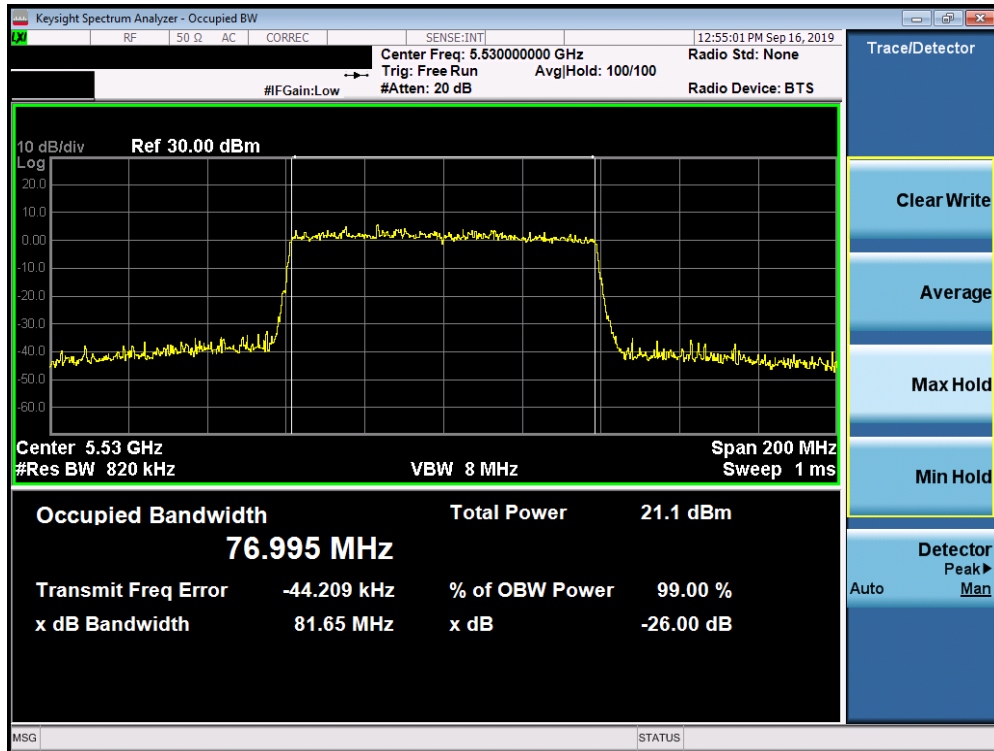 Keysight Spectrum Analyzer - Occupied BW
LXI RF 50 Ω AC CORREC SENSE:INT 12:55:01 PM Sep 16, 2019
Center Freq: 5.530000000 GHz Radio Std: None
Trig: Free Run Avg|Hold: 100/100
#IFGain:Low #Atten: 20 dB Radio Device: BTS
10 dB/div Ref 30.00 dBm
Log
20.0
10.0
0.00
-10.0
-20.0
-30.0
-40.0
-50.0
-60.0
Center 5.53 GHz Span 200 MHz
#Res BW 820 kHz VBW 8 MHz Sweep 1 ms
Occupied Bandwidth Total Power 21.1 dBm
76.995 MHz
Transmit Freq Error -44.209 kHz % of OBW Power 99.00 %
x dB Bandwidth 81.65 MHz x dB -26.00 dB
MSG STATUS
Trace/Detector
Clear Write
Average
Max Hold
Min Hold
Detector
Peak▶
Auto Man